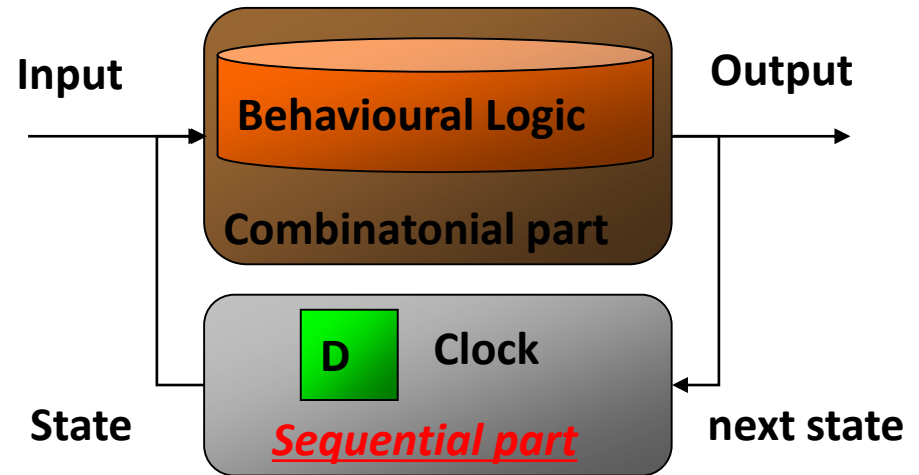 Input
Output
Behavioural Logic
Combinatonial part
D
Clock
State
Sequential part
next state